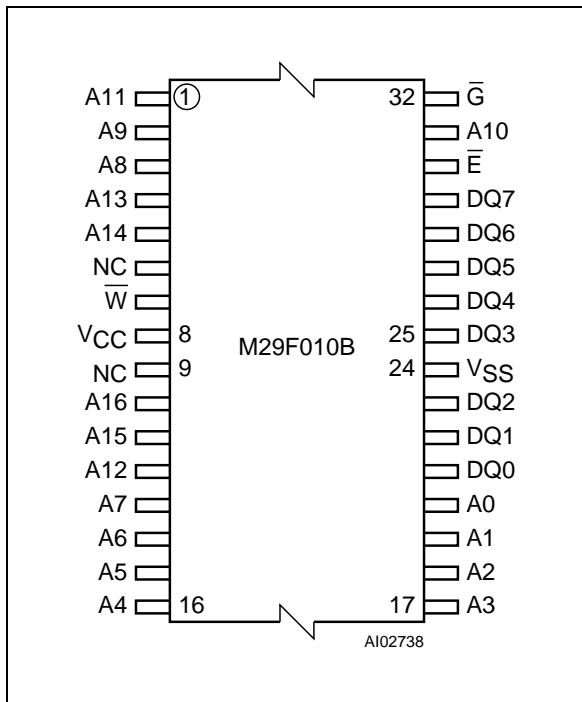 A11 1 32 G̅
A9 A10
A8 E̅
A13 DQ7
A14 DQ6
NC DQ5
W̅ DQ4
VCC 8 25 DQ3
M29F010B
NC 9 24 VSS
A16 DQ2
A15 DQ1
A12 DQ0
A7 A0
A6 A1
A5 A2
A4 16 17 A3
AI02738